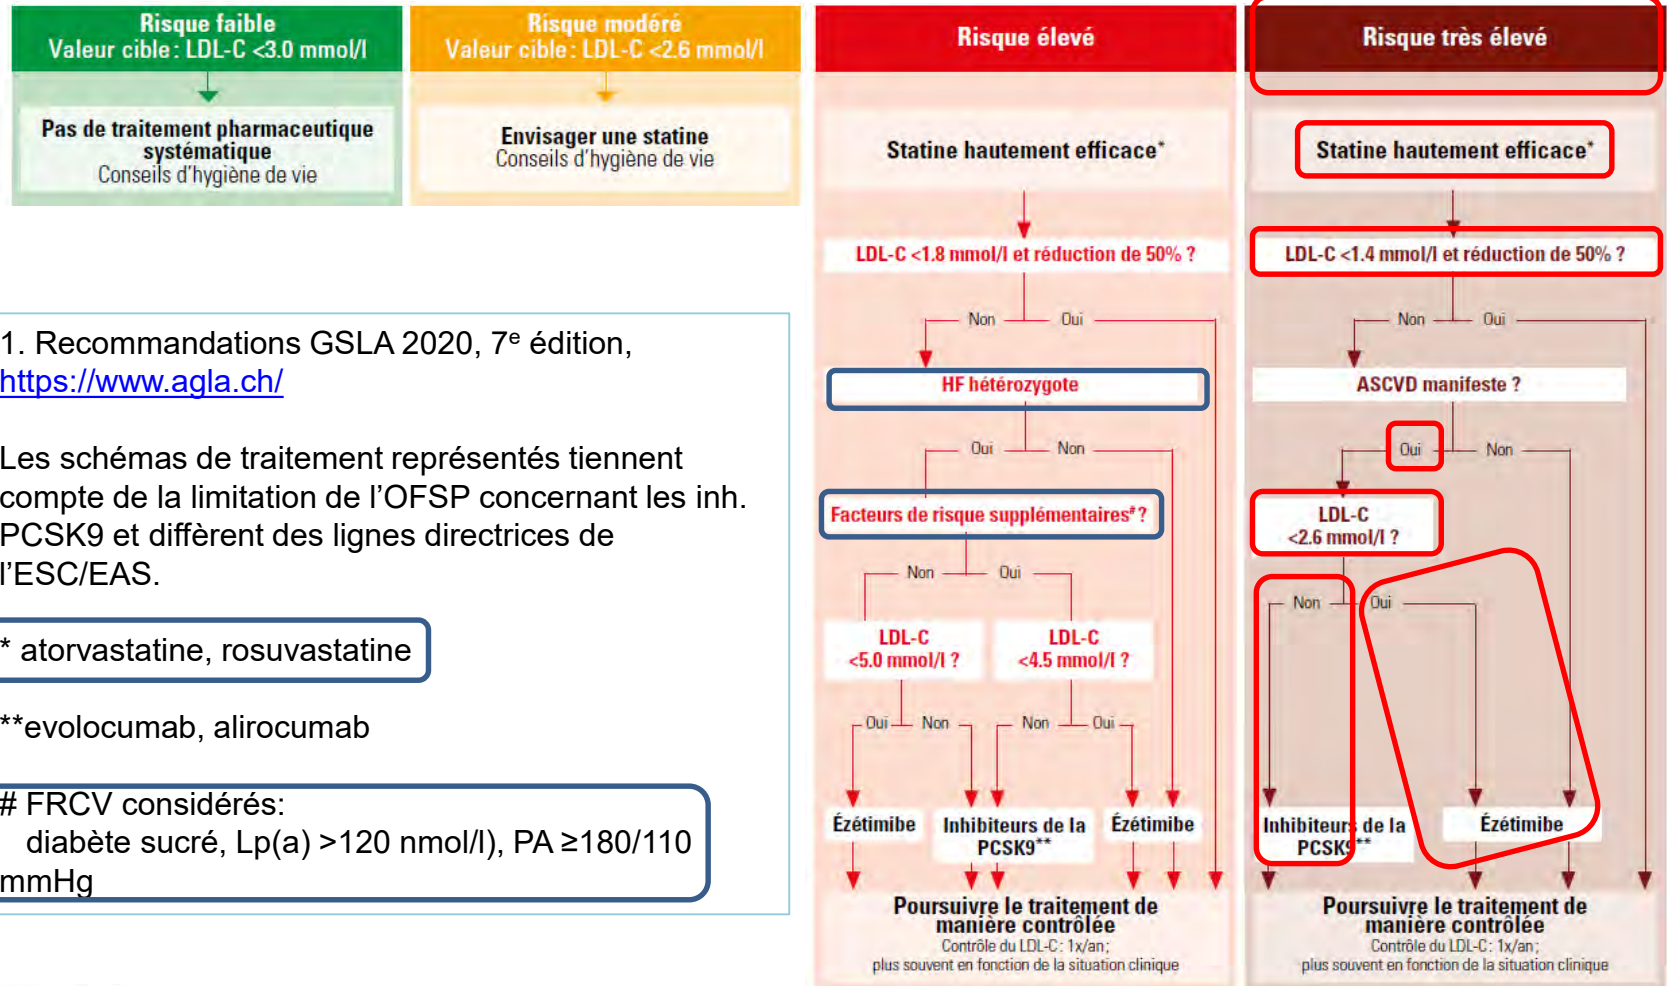 Risque faible
Valeur cible: LDL-C <3.0 mmol/l
Pas de traitement pharmaceutique
systématique
Conseils d'hygiène de vie
Risque modéré
Valeur cible: LDL-C <2.6 mmol/l
Envisager une statine
Conseils d'hygiène de vie
1. Recommandations GSLA 2020, 7e édition,
https://www.agla.ch/
Les schémas de traitement représentés tiennent
compte de la limitation de l'OFSP concernant les inh.
PCSK9 et diffèrent des lignes directrices de
l'ESC/EAS.
* atorvastatine, rosuvastatine
**evolocumab, alirocumab
# FRCV considérés:
diabète sucré, Lp(a) >120 nmol/l), PA ≥180/110
mmHg
Risque élevé
Statine hautement efficace*
LDL-C <1.8 mmol/l et réduction de 50% ?
Non Oui
HF hétérozygote
Oui Non
Facteurs de risque supplémentaires#?
Non Oui
LDL-C
<5.0 mmol/l ?
LDL-C
<4.5 mmol/l ?
Oui Non Non Oui
Ézétimibe
Inhibiteurs de la
PCSK9**
Ézétimibe
Poursuivre le traitement de
manière contrôlée
Contrôle du LDL-C: 1x/an;
plus souvent en fonction de la situation clinique
Risque très élevé
Statine hautement efficace*
LDL-C <1.4 mmol/l et réduction de 50% ?
Non Oui
ASCVD manifeste ?
Oui Non
LDL-C
<2.6 mmol/l ?
Non Oui
Inhibiteurs de la
PCSK9**
Ézétimibe
Poursuivre le traitement de
manière contrôlée
Contrôle du LDL-C: 1x/an;
plus souvent en fonction de la situation clinique